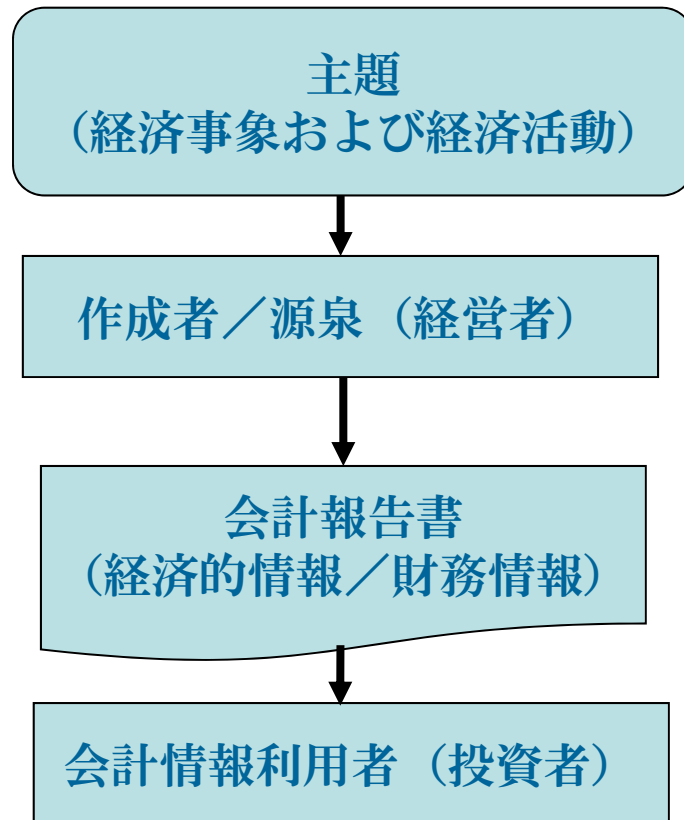 主題
（経済事象および経済活動）
作成者／源泉（経営者）
会計報告書
（経済的情報／財務情報）
会計情報利用者（投資者）